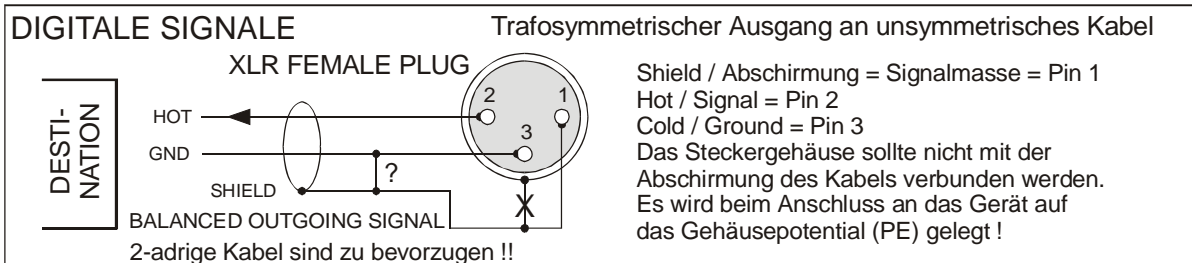 DIGITALE SIGNALE
Trafosymmetrischer Ausgang an unsymmetrisches Kabel
XLR FEMALE PLUG
DESTI-
NATION
HOT
GND
SHIELD
?
2
1
3
X
BALANCED OUTGOING SIGNAL
2-adrige Kabel sind zu bevorzugen !!
Shield / Abschirmung = Signalmasse = Pin 1
Hot / Signal = Pin 2
Cold / Ground = Pin 3
Das Steckergehäuse sollte nicht mit der
Abschirmung des Kabels verbunden werden.
Es wird beim Anschluss an das Gerät auf
das Gehäusepotential (PE) gelegt !